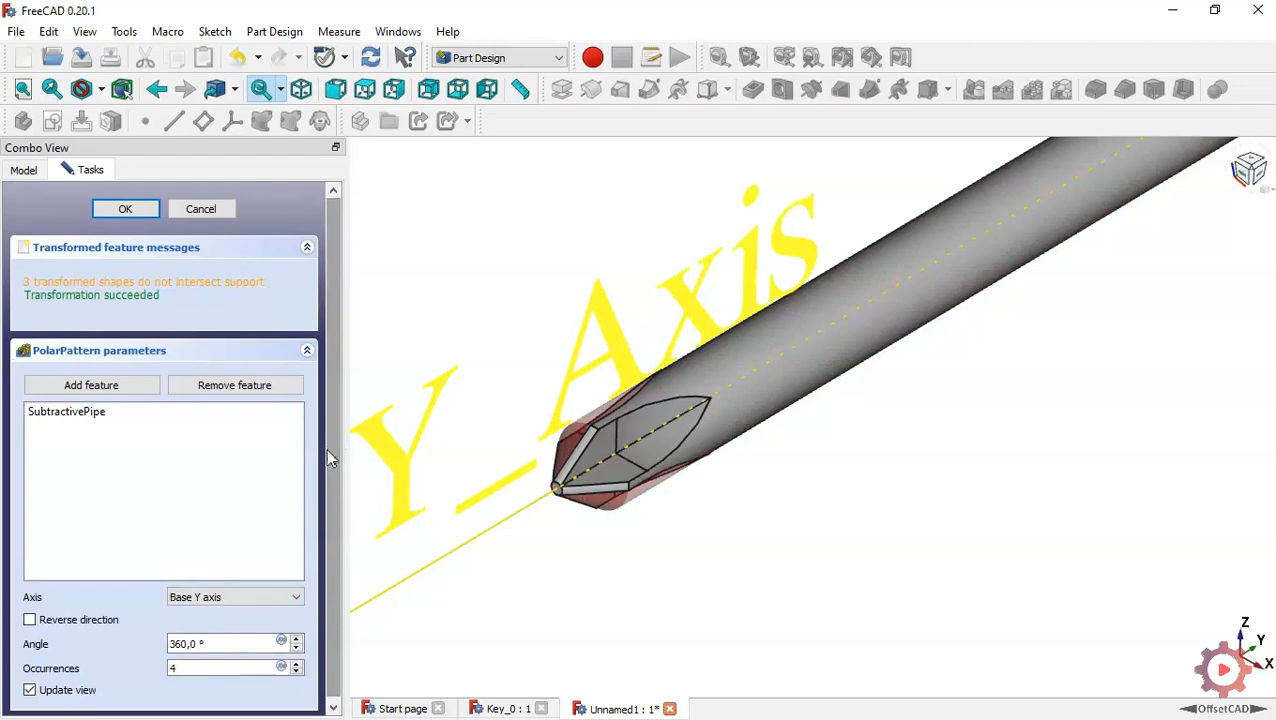 FreeCAD 0.20.1
File Edit View Tools Macro Sketch Part Design Measure Windows Help
Part Design
Combo View
Model Tasks
OK Cancel
Transformed feature messages
3 transformed shapes do not intersect support
Transformation succeeded
PolarPattern parameters
Add feature Remove feature
SubtractivePipe
Axis Base Y axis
Reverse direction
Angle 360,0 °
Occurrences 4
Update view
Y_Axis
Z
Y
X
Start page Key_0 : 1 Unnamed1 : 1*
OffsetCAD